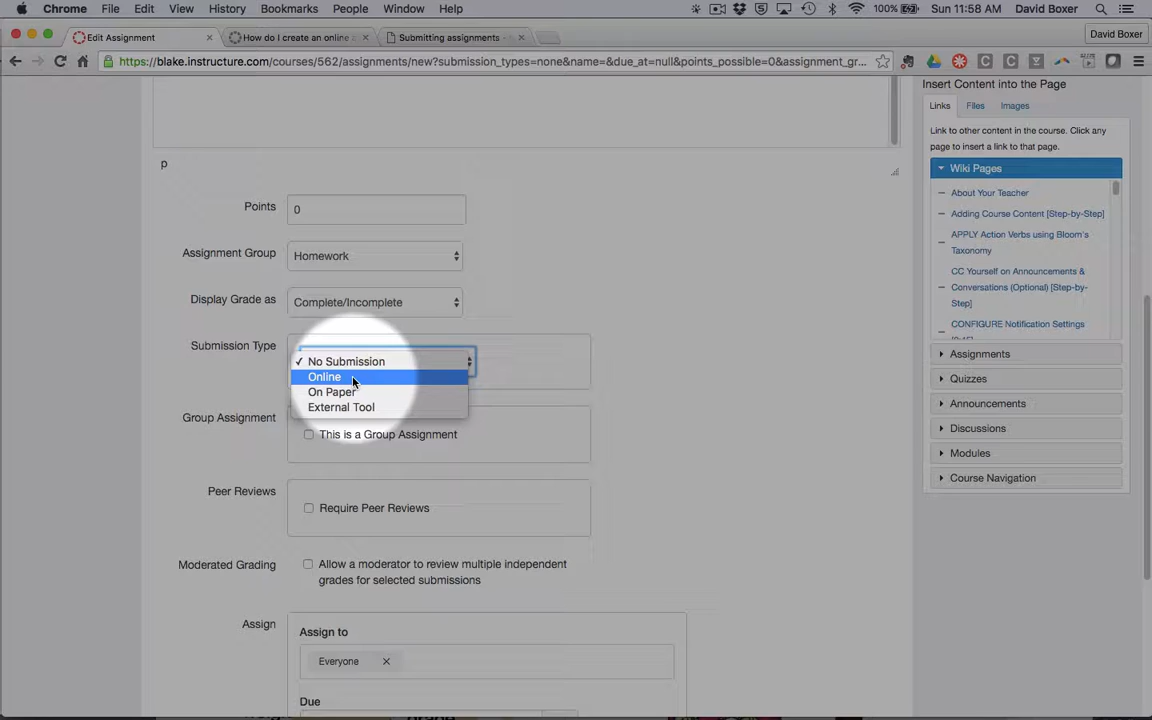 Chrome File Edit View History Bookmarks People Window Help 100% Sun 11:58 AM David Boxer
Edit Assignment × How do I create an online × Submitting assignments - × David Boxer
https://blake.instructure.com/courses/562/assignments/new?submission_types=none&name=&due_at=null&points_possible=0&assignment_gr...
Insert Content into the Page
Links Files Images
Link to other content in the course. Click any
page to insert a link to that page.
Wiki Pages
About Your Teacher
Adding Course Content [Step-by-Step]
APPLY Action Verbs using Bloom's
Taxonomy
CC Yourself on Announcements &
Conversations (Optional) [Step-by-
Step]
CONFIGURE Notification Settings
Assignments
Quizzes
Announcements
Discussions
Modules
Course Navigation
p
Points 0
Assignment Group Homework
Display Grade as Complete/Incomplete
Submission Type
✓ No Submission
Online
On Paper
External Tool
Group Assignment
This is a Group Assignment
Peer Reviews
Require Peer Reviews
Moderated Grading Allow a moderator to review multiple independent
grades for selected submissions
Assign
Assign to
Everyone ×
Due